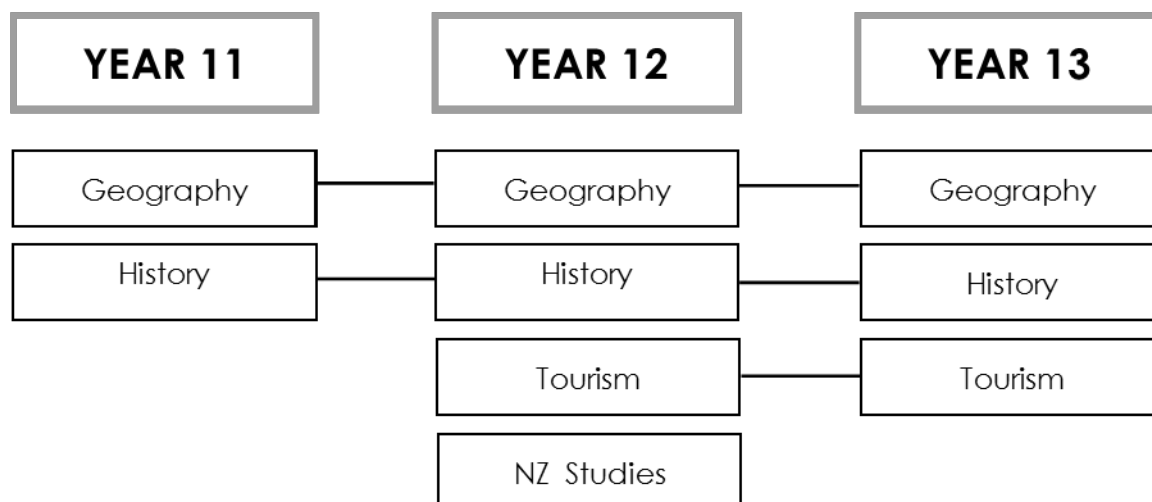 YEAR 11 YEAR 12 YEAR 13
Geography Geography Geography
History History History
Tourism Tourism
NZ Studies